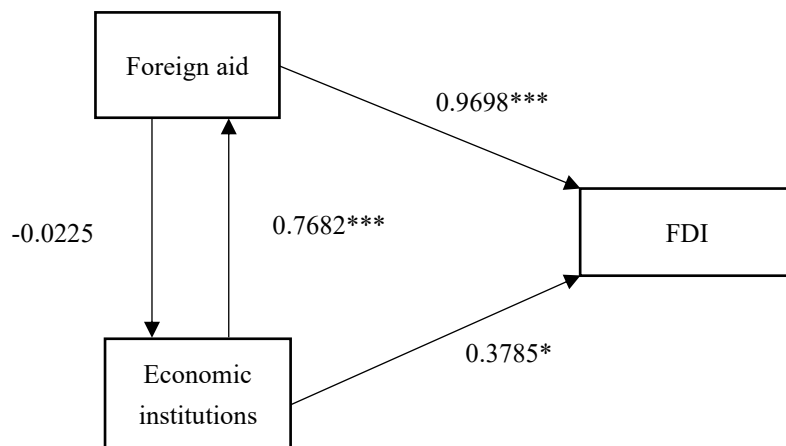 Foreign aid
0.9698***
-0.0225
0.7682***
FDI
0.3785*
Economic
institutions